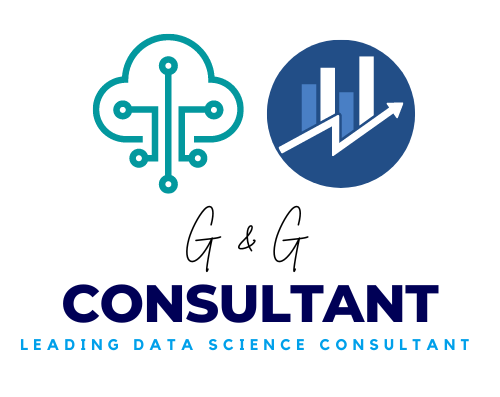 G & G
CONSULTANT
LEADING DATA SCIENCE CONSULTANT